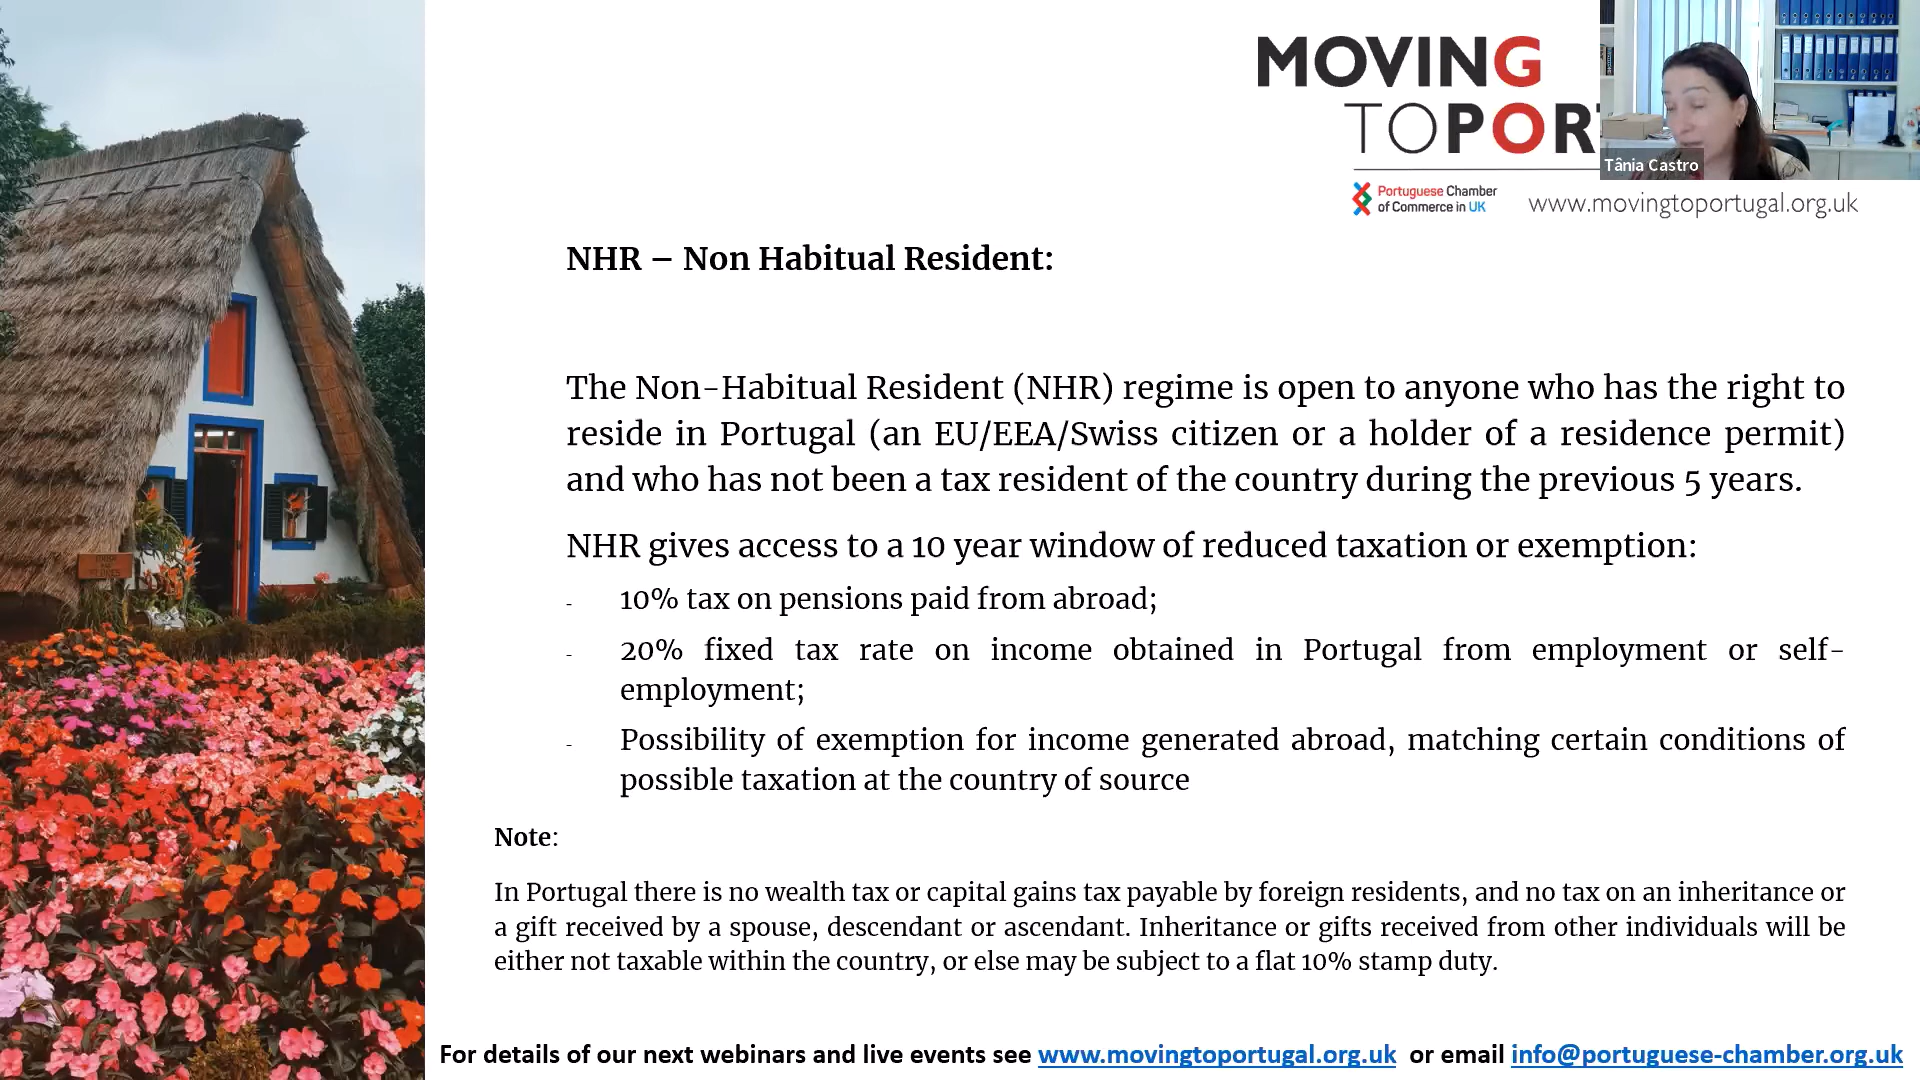 MOVING
TOPOR
Tânia Castro
Portuguese Chamber
of Commerce in UK
www.movingtoportugal.org.uk
NHR – Non Habitual Resident:
The Non-Habitual Resident (NHR) regime is open to anyone who has the right to
reside in Portugal (an EU/EEA/Swiss citizen or a holder of a residence permit)
and who has not been a tax resident of the country during the previous 5 years.
NHR gives access to a 10 year window of reduced taxation or exemption:
- 10% tax on pensions paid from abroad;
- 20% fixed tax rate on income obtained in Portugal from employment or self-
employment;
- Possibility of exemption for income generated abroad, matching certain conditions of
possible taxation at the country of source
Note:
In Portugal there is no wealth tax or capital gains tax payable by foreign residents, and no tax on an inheritance or
a gift received by a spouse, descendant or ascendant. Inheritance or gifts received from other individuals will be
either not taxable within the country, or else may be subject to a flat 10% stamp duty.
For details of our next webinars and live events see www.movingtoportugal.org.uk or email info@portuguese-chamber.org.uk